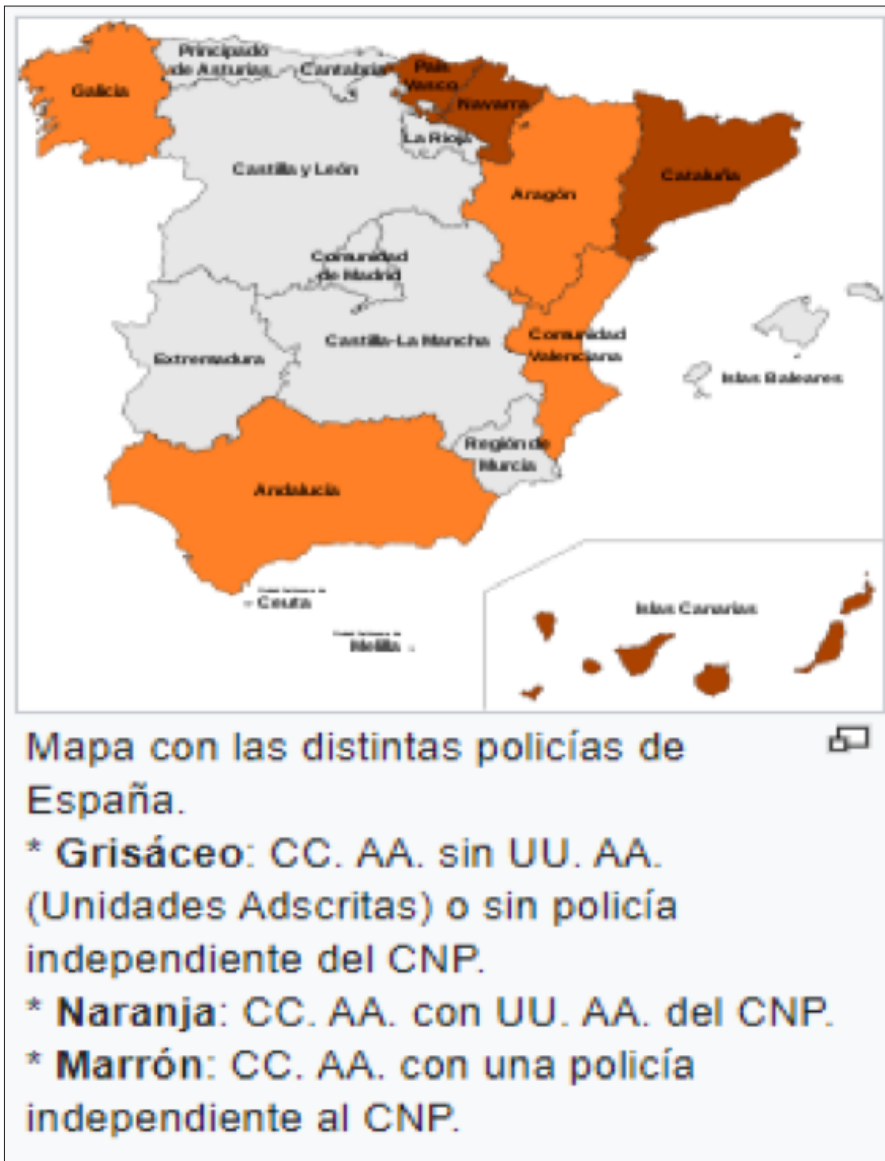 Principado
de Asturias
Cantabria
País
Vasco
Galicia
Navarra
La Rioja
Castilla y León
Cataluña
Aragón
Comunidad
de Madrid
Comunidad
Valenciana
Castilla-La Mancha
Extremadura
Islas Baleares
Región de
Murcia
Andalucía
Ceuta
Islas Canarias
Melilla
Mapa con las distintas policías de
España.
* Grisáceo: CC. AA. sin UU. AA.
(Unidades Adscritas) o sin policía
independiente del CNP.
* Naranja: CC. AA. con UU. AA. del CNP.
* Marrón: CC. AA. con una policía
independiente al CNP.